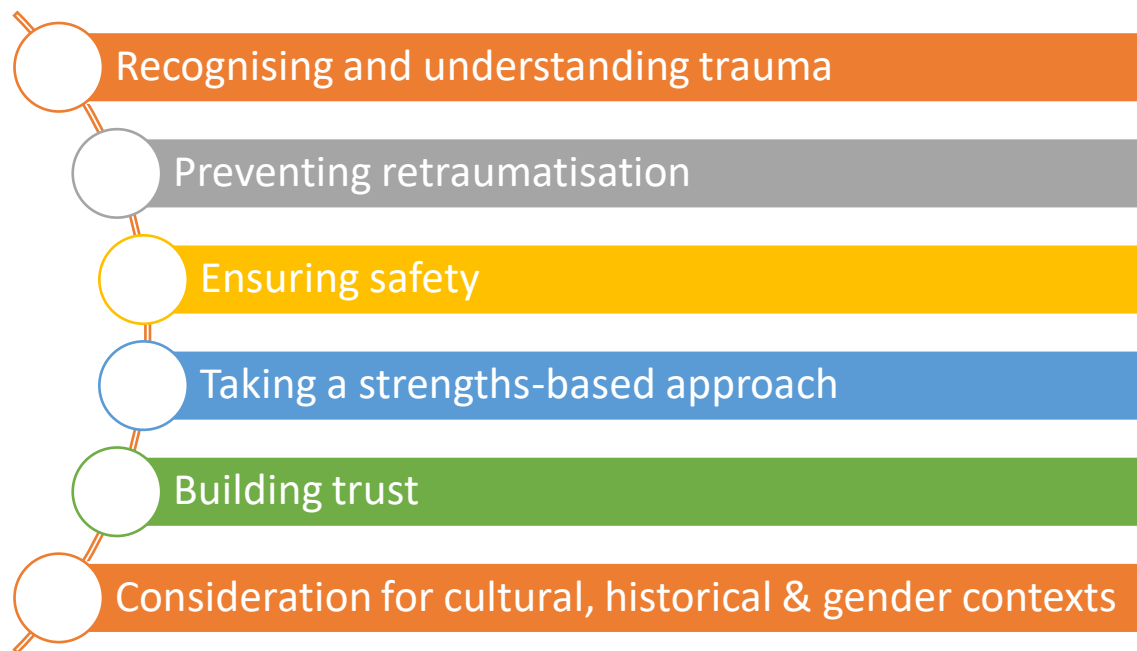 Recognising and understanding trauma
Preventing retraumatisation
Ensuring safety
Taking a strengths-based approach
Building trust
Consideration for cultural, historical & gender contexts